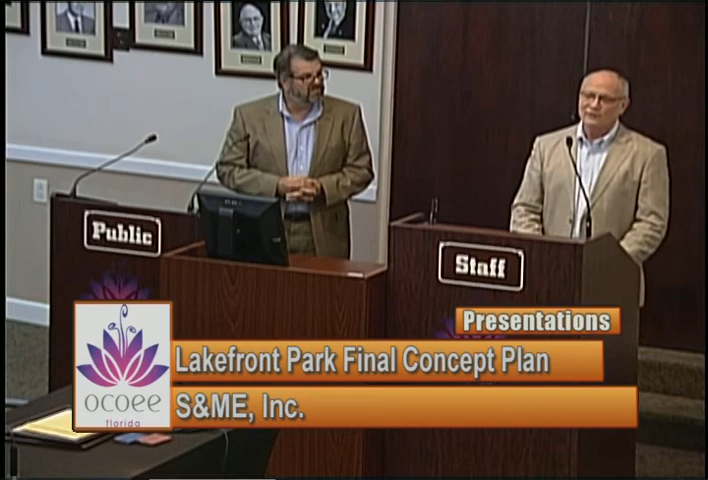 Public
Staff
Presentations
Lakefront Park Final Concept Plan
S&ME, Inc.
ocoee
florida